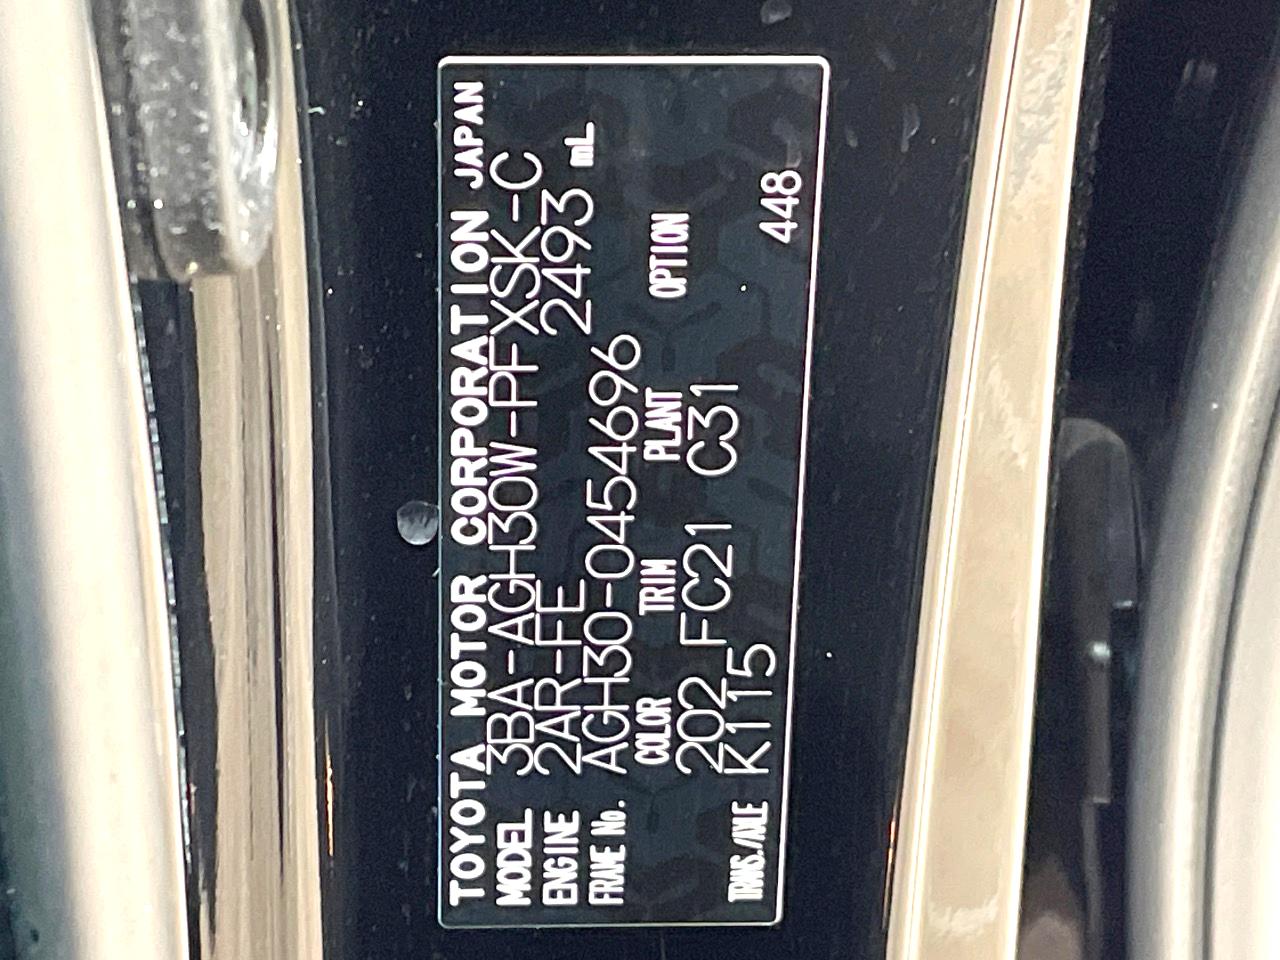 TOYOTA MOTOR CORPORATION JAPAN
MODEL 3BA-AGH30W-PFXSK-C
ENGINE 2AR-FE 2493 mL
FRAME No. AGH30-0454696
COLOR TRIM PLANT OPTION
202 FC21 C31
TRANS./AXLE K115 448